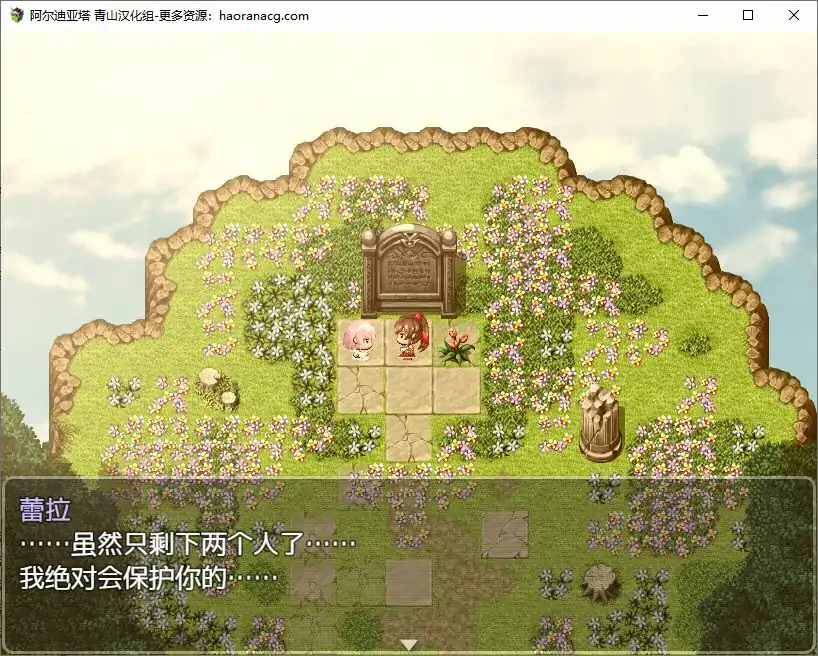 阿尔迪亚塔 青山汉化组-更多资源：haoranacg.com
蕾拉
……虽然只剩下两个人了……
我绝对会保护你的……